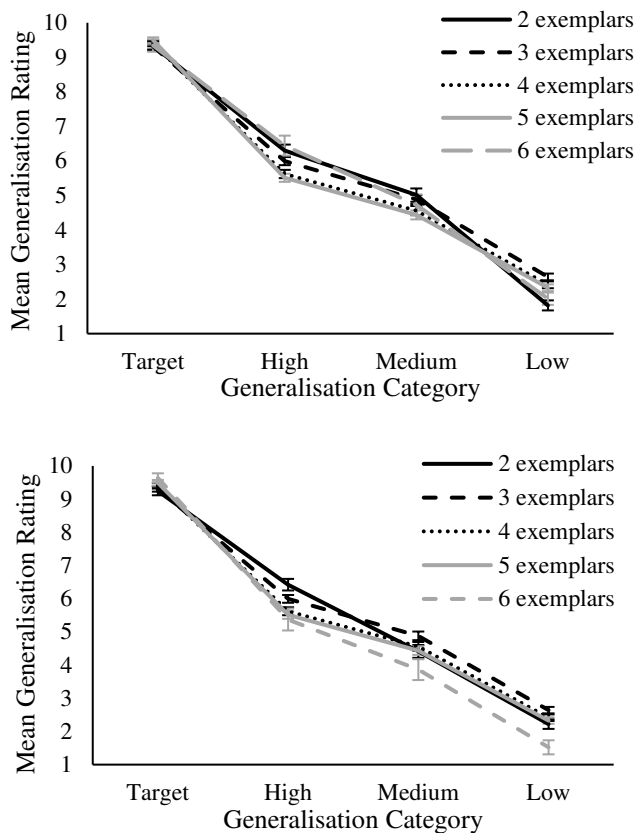 10
9
8
7
6
5
4
3
2
1
Mean Generalisation Rating
2 exemplars
3 exemplars
4 exemplars
5 exemplars
6 exemplars
Target High Medium Low
Generalisation Category
10
9
8
7
6
5
4
3
2
1
Mean Generalisation Rating
2 exemplars
3 exemplars
4 exemplars
5 exemplars
6 exemplars
Target High Medium Low
Generalisation Category